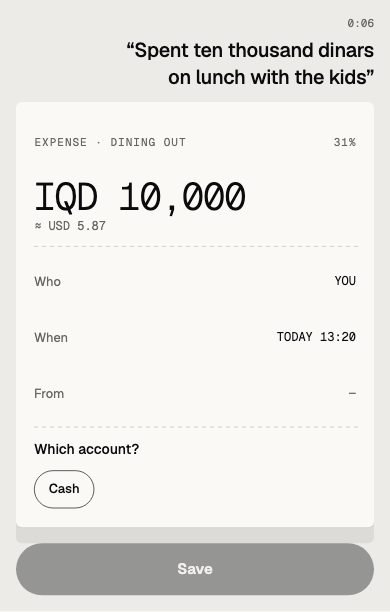 0:06
“Spent ten thousand dinars
on lunch with the kids”
EXPENSE · DINING OUT 31%
IQD 10,000
≈ USD 5.87
Who YOU
When TODAY 13:20
From —
Which account?
Cash
Save